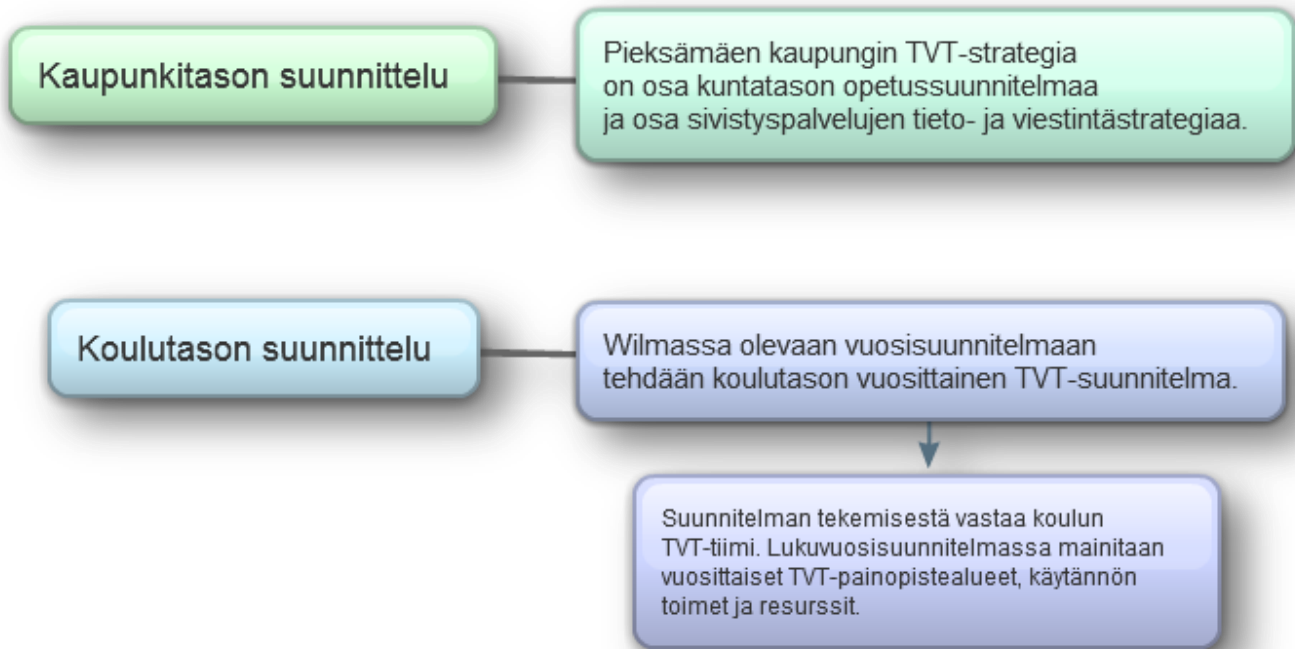 Kaupunkitason suunnittelu
Pieksämäen kaupungin TVT-strategia
on osa kuntatason opetussuunnitelmaa
ja osa sivistyspalvelujen tieto- ja viestintästrategiaa.
Koulutason suunnittelu
Wilmassa olevaan vuosisuunnitelmaan
tehdään koulutason vuosittainen TVT-suunnitelma.
Suunnitelman tekemisestä vastaa koulun
TVT-tiimi. Lukuvuosisuunnitelmassa mainitaan
vuosittaiset TVT-painopistealueet, käytännön
toimet ja resurssit.